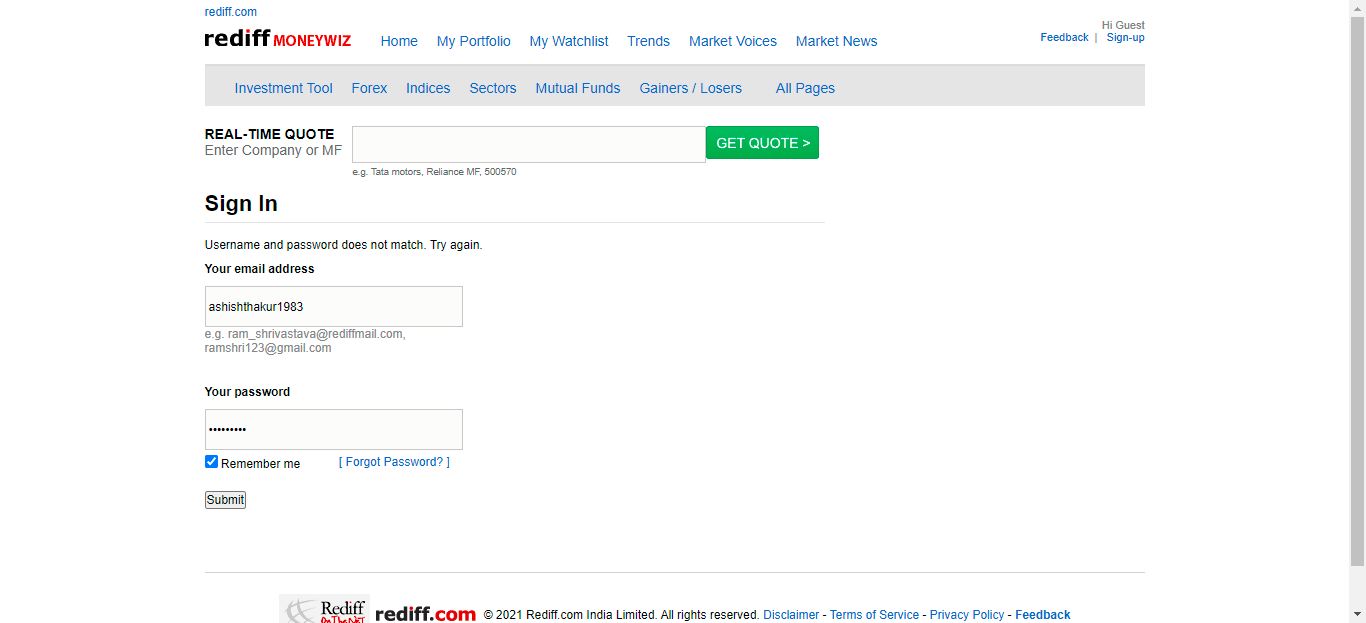 rediff.com
rediff MONEYWIZ Home My Portfolio My Watchlist Trends Market Voices Market News
Hi Guest
Feedback | Sign-up
Investment Tool Forex Indices Sectors Mutual Funds Gainers / Losers All Pages
REAL-TIME QUOTE
Enter Company or MF
GET QUOTE >
e.g. Tata motors, Reliance MF, 500570
Sign In
Username and password does not match. Try again.
Your email address
ashishthakur1983
e.g. ram_shrivastava@rediffmail.com,
ramshri123@gmail.com
Your password
•••••••••
Remember me [ Forgot Password? ]
Submit
Rediff
On The Net
rediff.com © 2021 Rediff.com India Limited. All rights reserved. Disclaimer - Terms of Service - Privacy Policy - Feedback